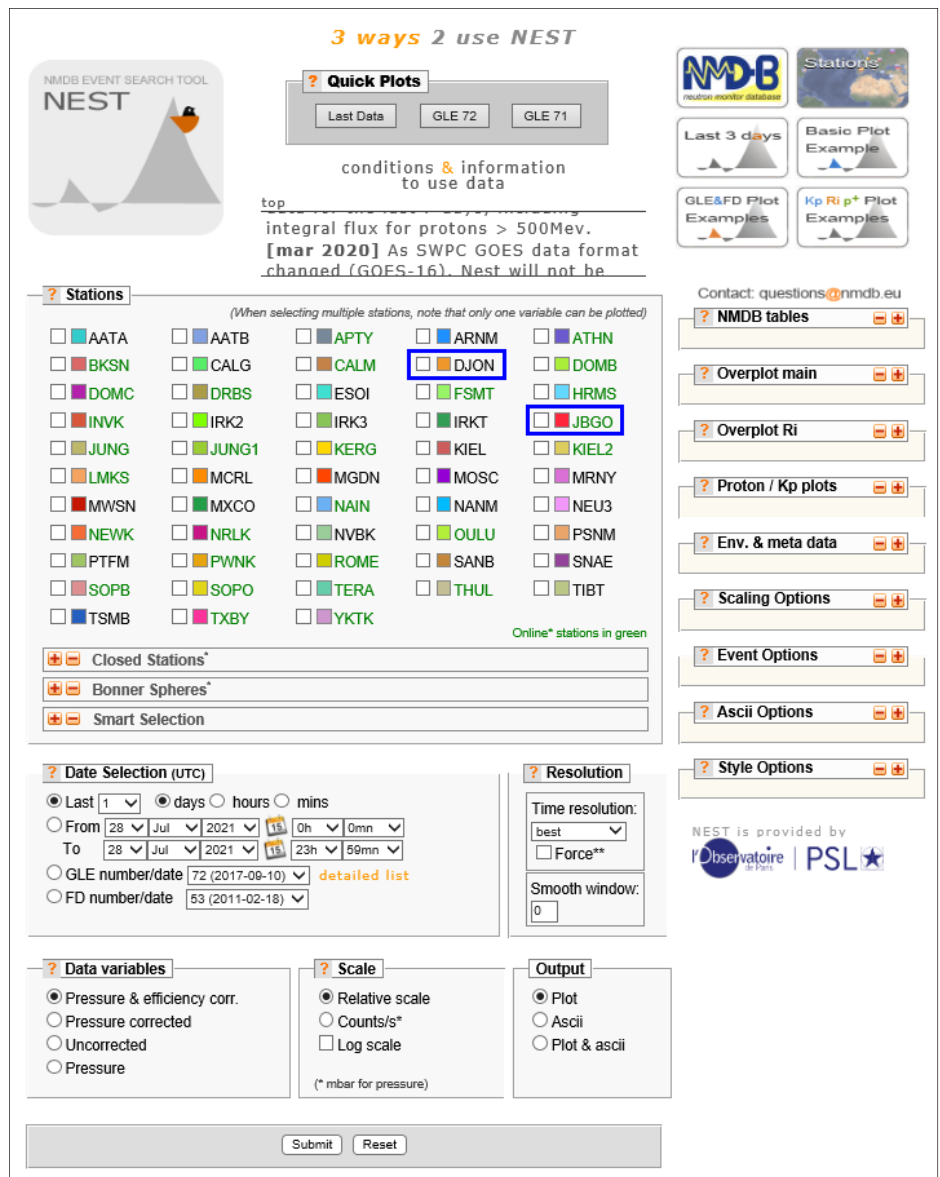 3 ways 2 use NEST
NMDB EVENT SEARCH TOOL
NEST
? Quick Plots
Last Data GLE 72 GLE 71
conditions & information
to use data
top
integral flux for protons > 500Mev.
[mar 2020] As SWPC GOES data format
changed (GOES-16). Nest will not be
NMDB
neutron monitor database
Stations
Last 3 days
Basic Plot
Example
GLE&FD Plot
Examples
Kp Ri p+ Plot
Examples
Contact: questions@nmdb.eu
? Stations
(When selecting multiple stations, note that only one variable can be plotted)
AATA AATB APTY ARNM ATHN
BKSN CALG CALM DJON DOMB
DOMC DRBS ESOI FSMT HRMS
INVK IRK2 IRK3 IRKT JBGO
JUNG JUNG1 KERG KIEL KIEL2
LMKS MCRL MGDN MOSC MRNY
MWSN MXCO NAIN NANM NEU3
NEWK NRLK NVBK OULU PSNM
PTFM PWNK ROME SANB SNAE
SOPB SOPO TERA THUL TIBT
TSMB TXBY YKTK
Online* stations in green
Closed Stations*
Bonner Spheres*
Smart Selection
? NMDB tables
? Overplot main
? Overplot Ri
? Proton / Kp plots
? Env. & meta data
? Scaling Options
? Event Options
? Ascii Options
? Style Options
NEST is provided by
l'Observatoire
de Paris
PSL
? Date Selection (UTC)
Last 1 days hours mins
From 28 Jul 2021 15 0h 0mn
To 28 Jul 2021 15 23h 59mn
GLE number/date 72 (2017-09-10) detailed list
FD number/date 53 (2011-02-18)
? Resolution
Time resolution:
best
Force**
Smooth window:
0
? Data variables
Pressure & efficiency corr.
Pressure corrected
Uncorrected
Pressure
? Scale
Relative scale
Counts/s*
Log scale
(* mbar for pressure)
Output
Plot
Ascii
Plot & ascii
Submit Reset